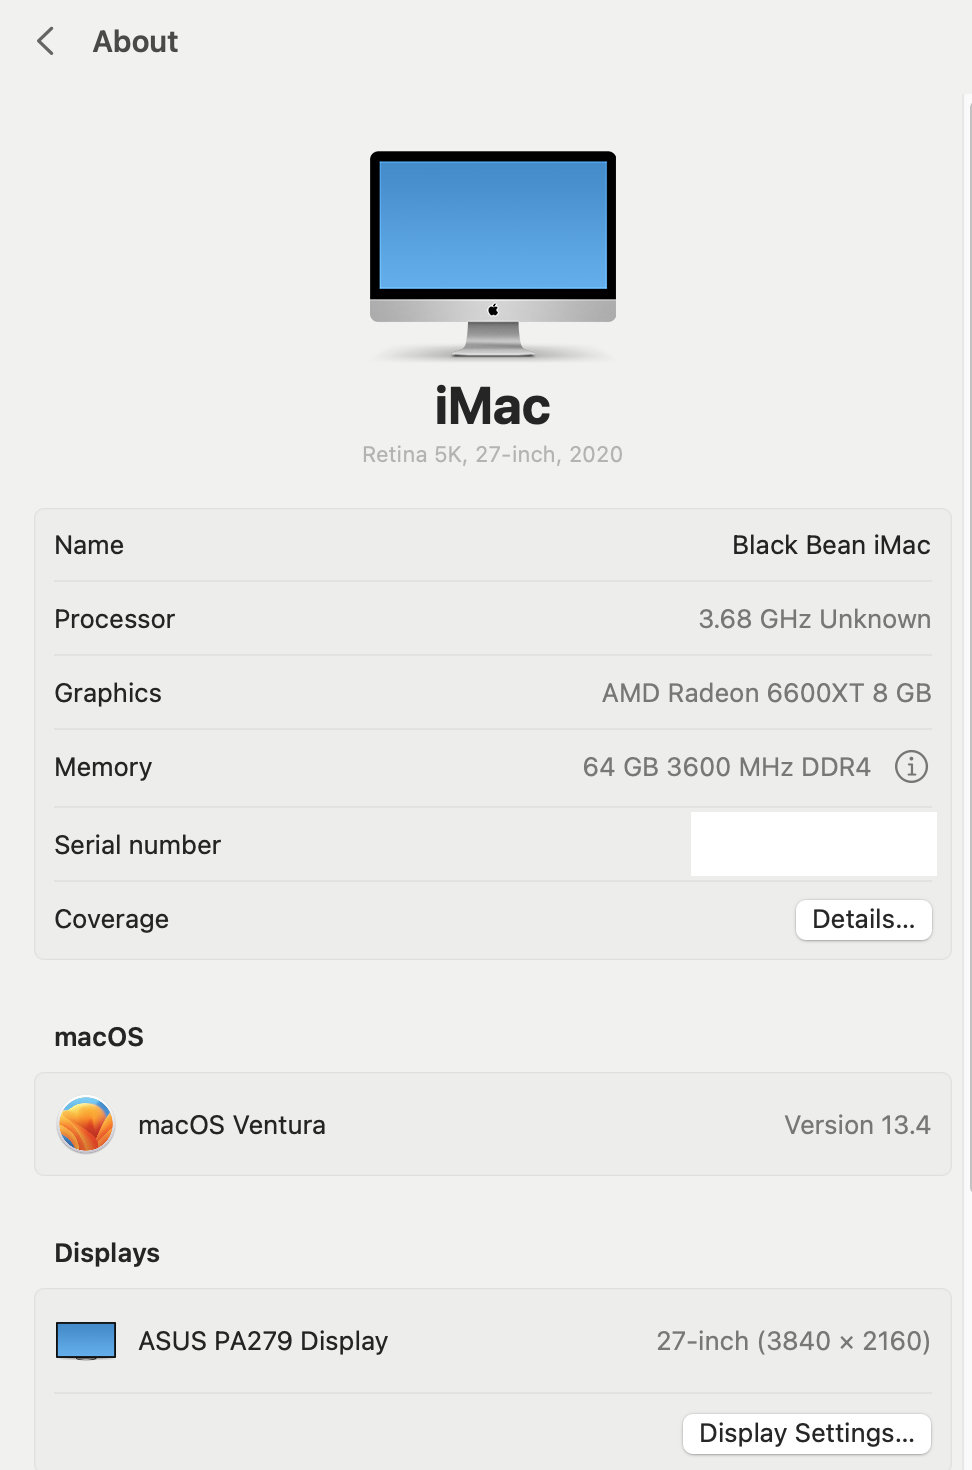 About
iMac
Retina 5K, 27-inch, 2020
Name Black Bean iMac
Processor 3.68 GHz Unknown
Graphics AMD Radeon 6600XT 8 GB
Memory 64 GB 3600 MHz DDR4
Serial number
Coverage Details...
macOS
macOS Ventura Version 13.4
Displays
ASUS PA279 Display 27-inch (3840 × 2160)
Display Settings...